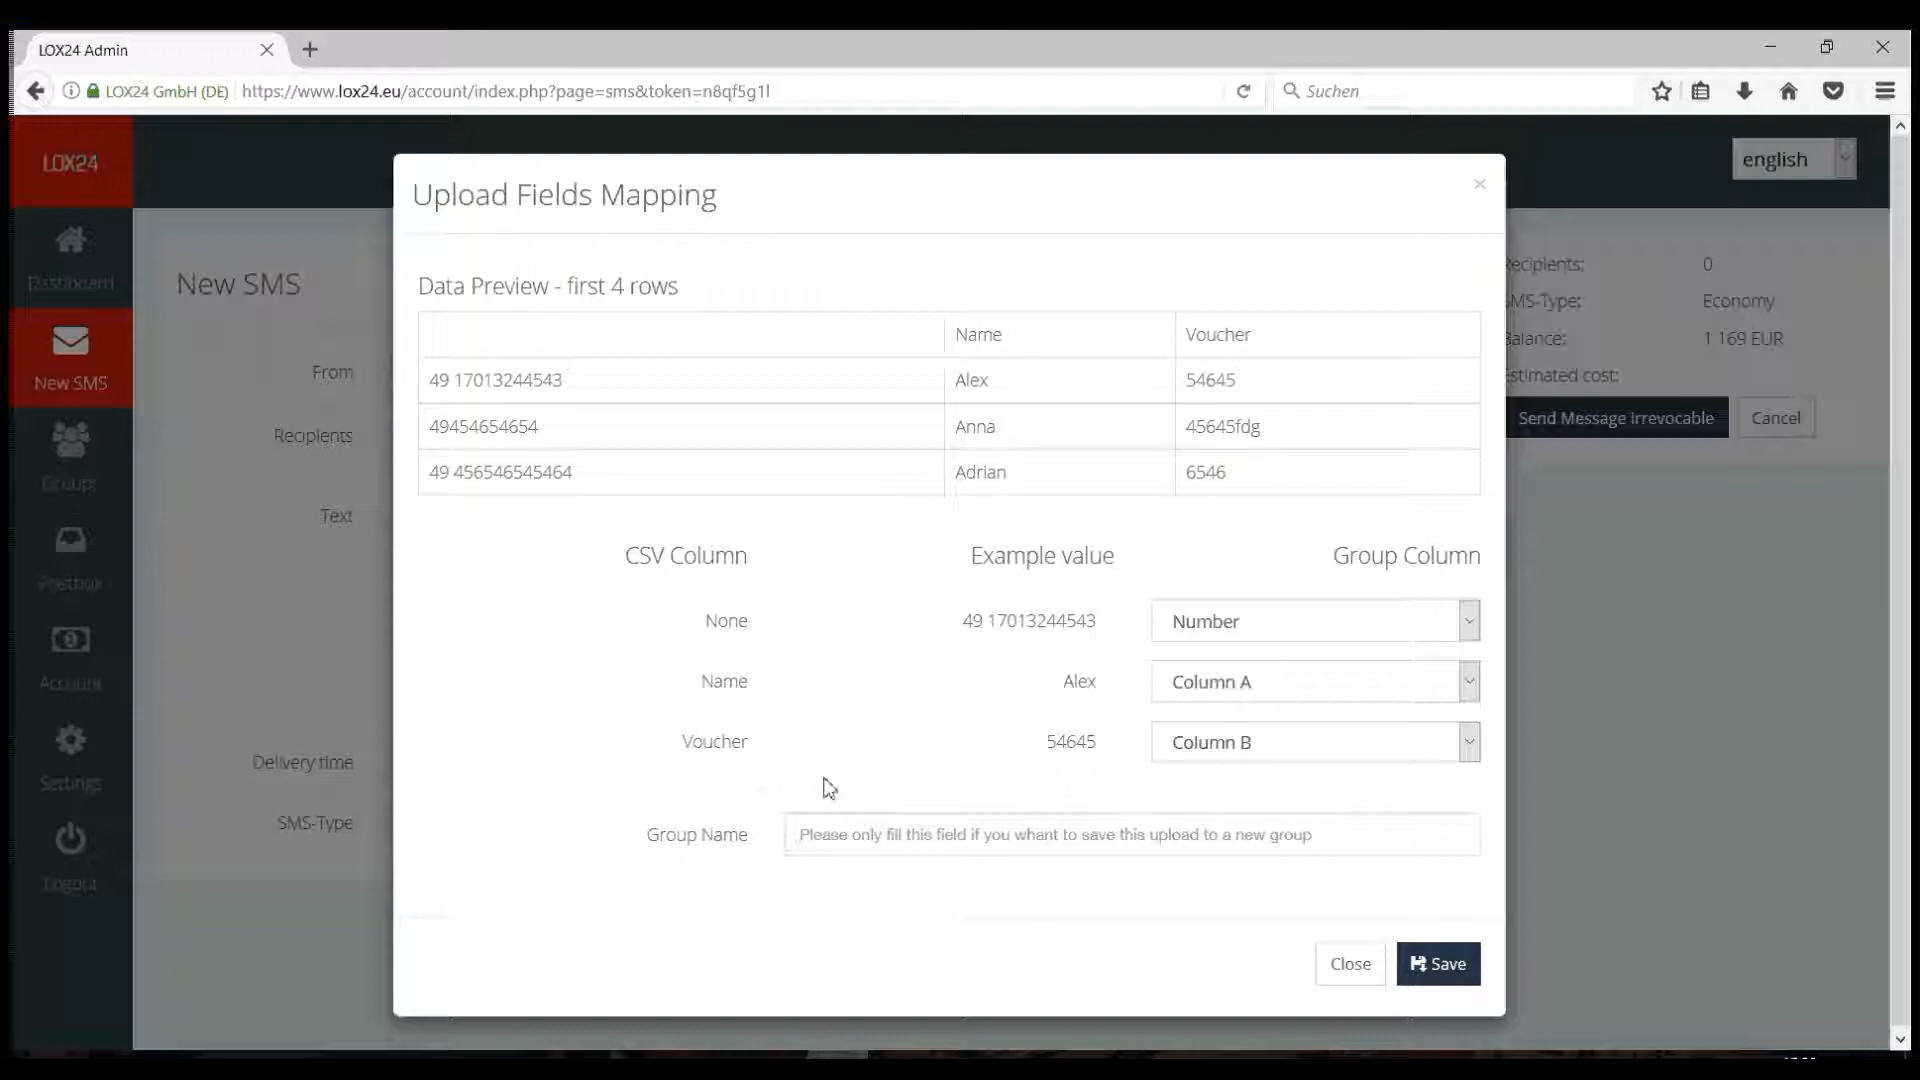 LOX24 Admin
LOX24 GmbH (DE) https://www.lox24.eu/account/index.php?page=sms&token=n8qf5g1l Suchen
LOX24
english
Dashboard
New SMS
Groups
Postbox
Account
Settings
Logout
New SMS
From
Recipients
Text
Delivery time
SMS-Type
Upload Fields Mapping
×
Data Preview - first 4 rows
Name Voucher
49 17013244543 Alex 54645
49454654654 Anna 45645fdg
49 456546545464 Adrian 6546
CSV Column Example value Group Column
None 49 17013244543 Number
Name Alex Column A
Voucher 54645 Column B
Group Name Please only fill this field if you whant to save this upload to a new group
Close Save
Recipients: 0
SMS-Type: Economy
Balance: 1 169 EUR
Estimated cost:
Send Message irrevocable Cancel